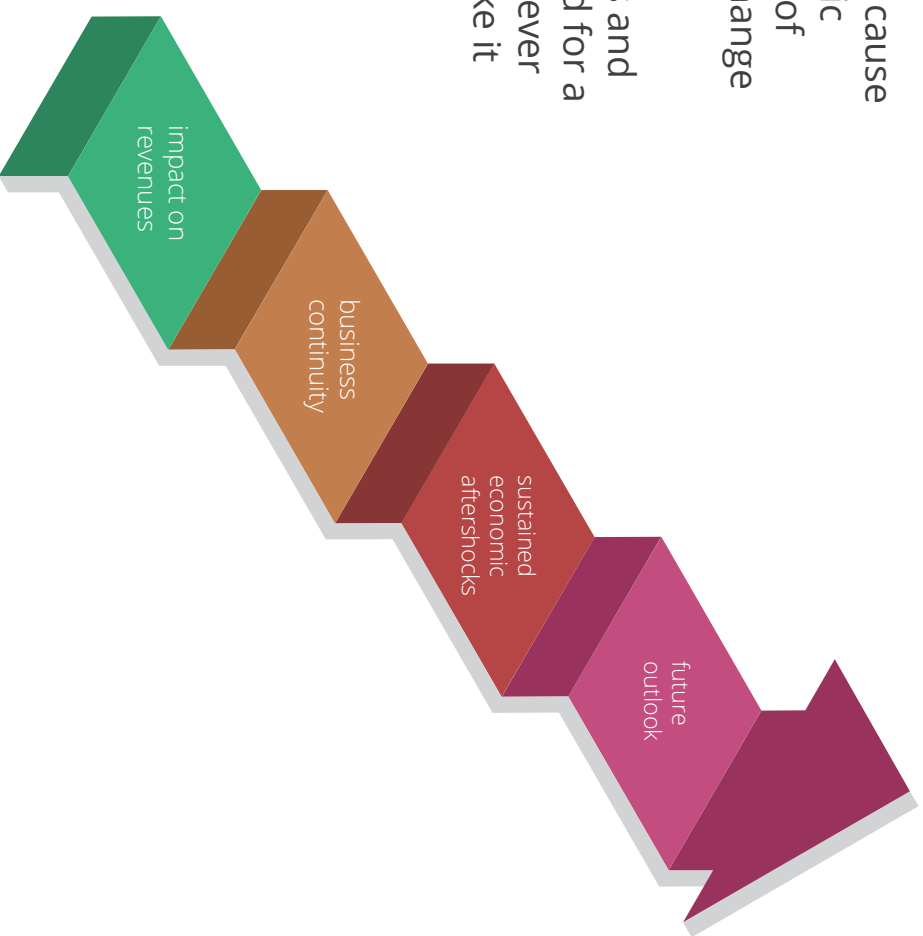 cause
ic
of
ange
s and
d for a
ever
ke it
impact on
revenues
business
continuity
sustained
economic
aftershocks
future
outlook